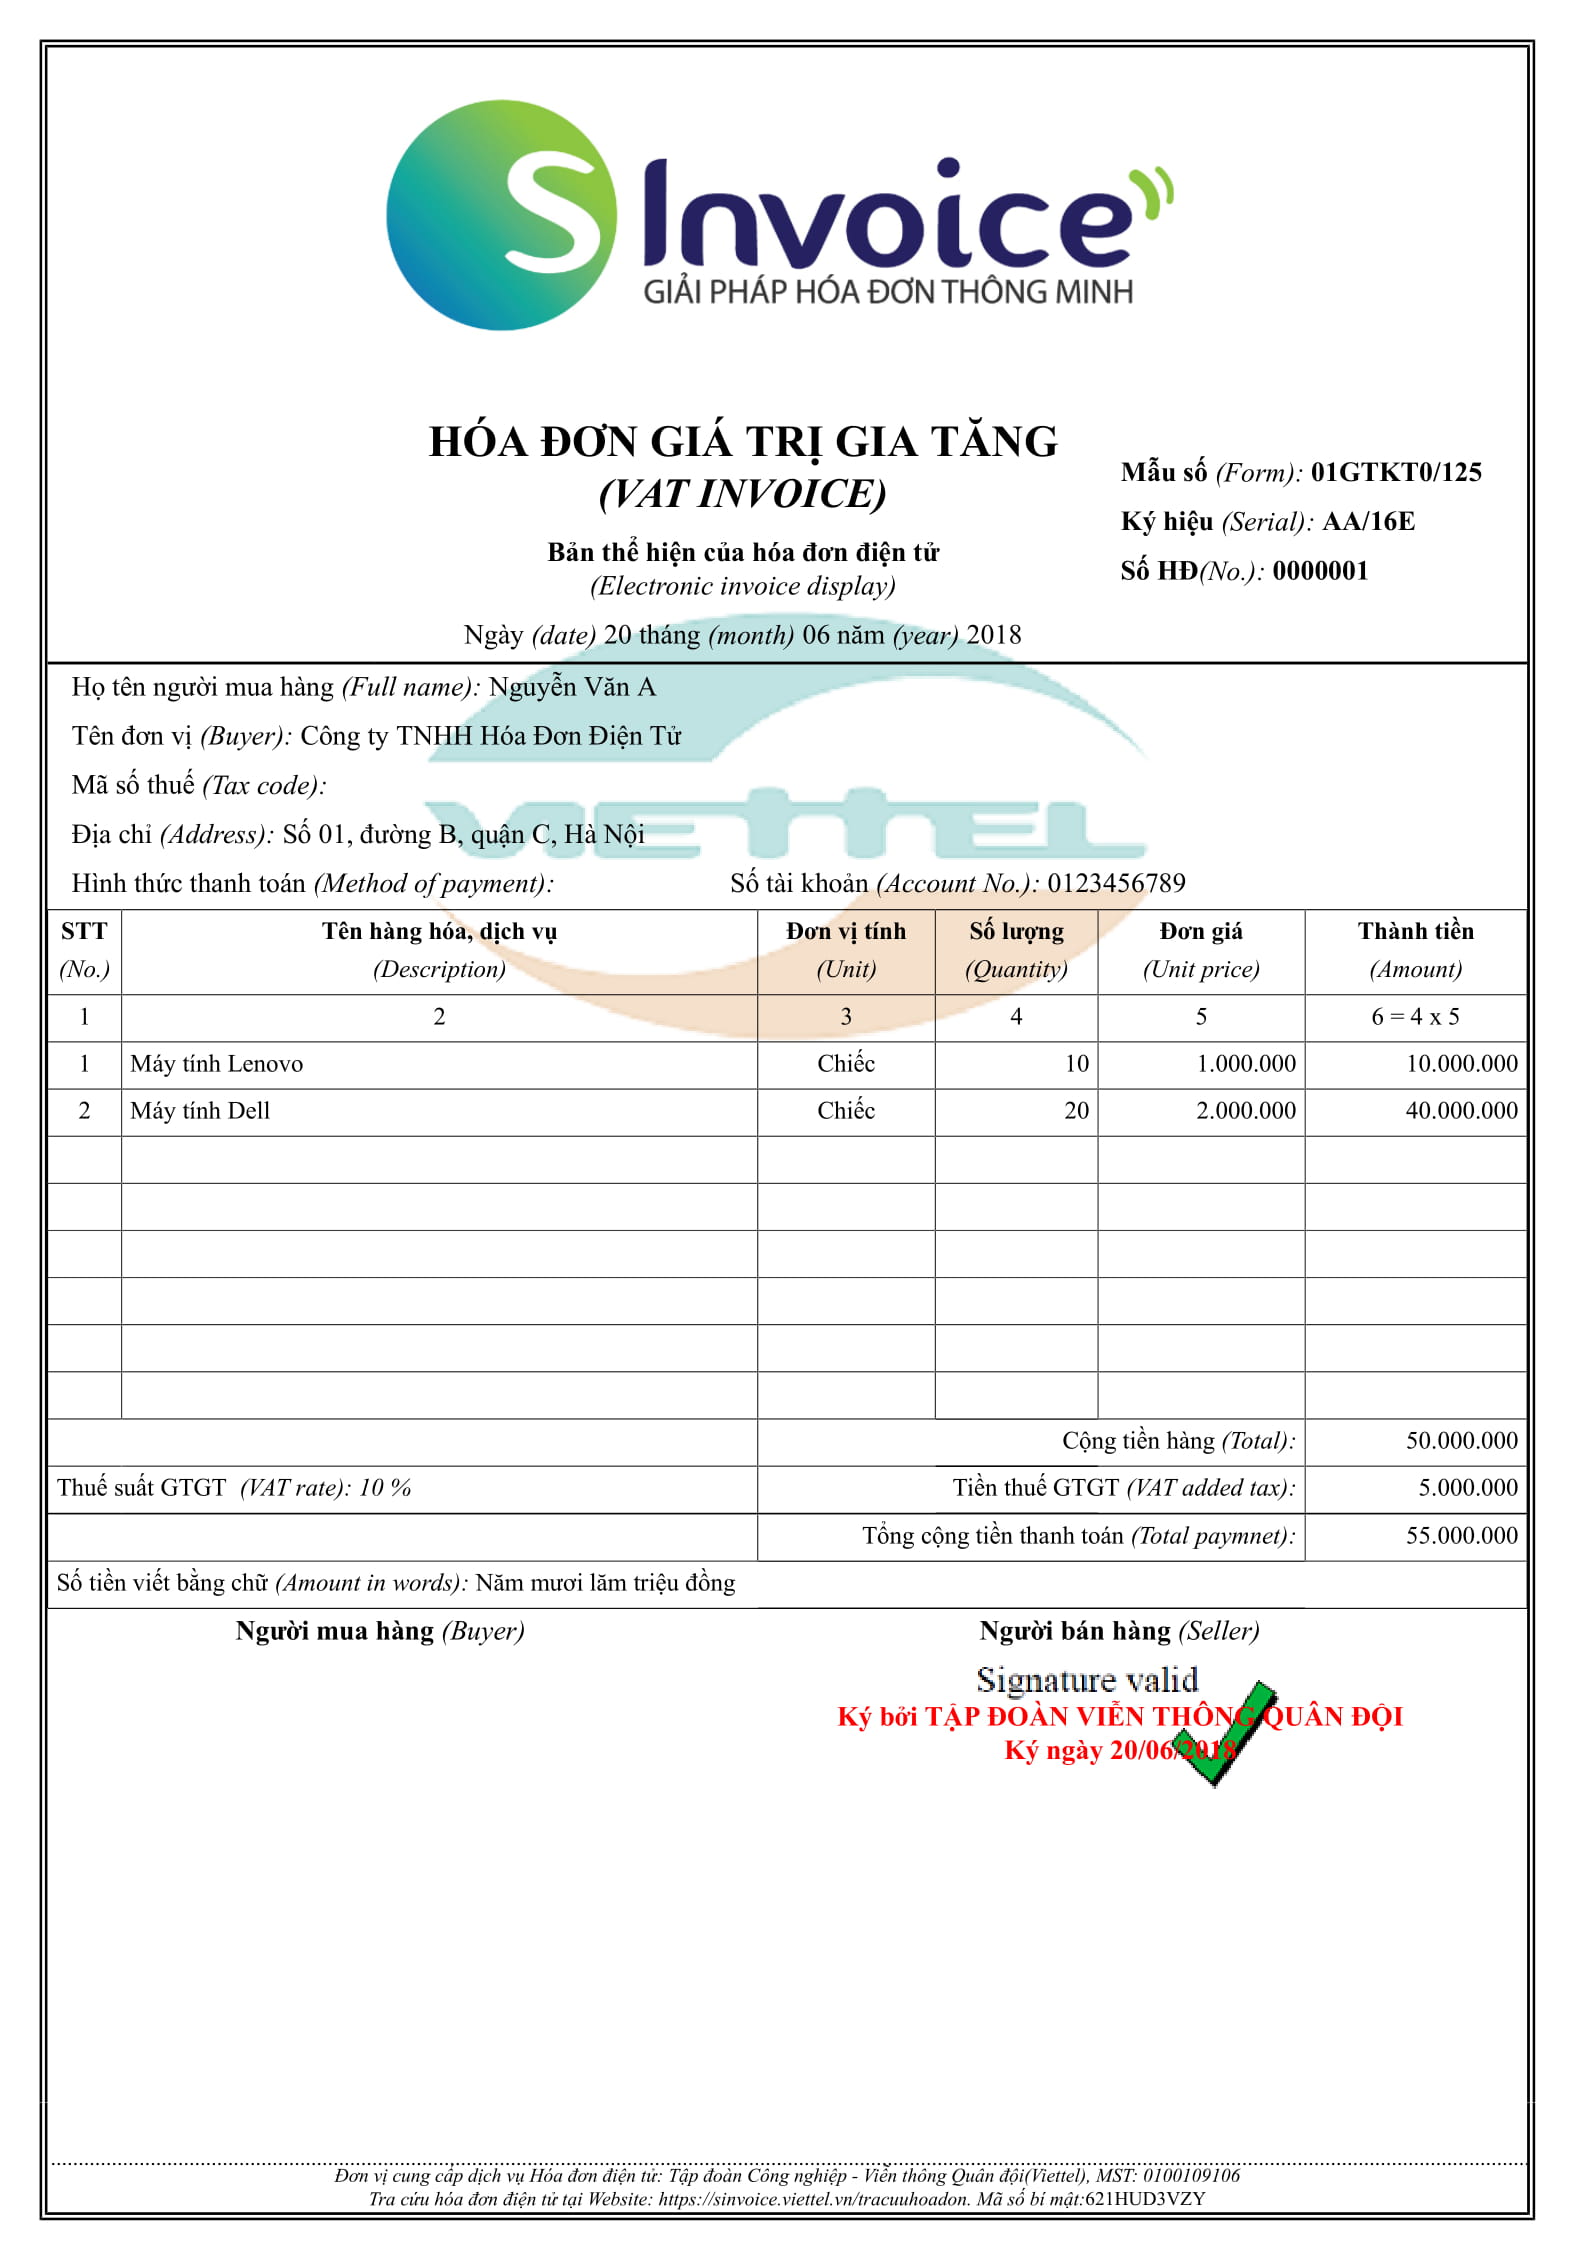 S Invoice
GIẢI PHÁP HÓA ĐƠN THÔNG MINH
HÓA ĐƠN GIÁ TRỊ GIA TĂNG
(VAT INVOICE)
Bản thể hiện của hóa đơn điện tử
(Electronic invoice display)
Ngày (date) 20 tháng (month) 06 năm (year) 2018
Mẫu số (Form): 01GTKT0/125
Ký hiệu (Serial): AA/16E
Số HĐ(No.): 0000001
Họ tên người mua hàng (Full name): Nguyễn Văn A
Tên đơn vị (Buyer): Công ty TNHH Hóa Đơn Điện Tử
Mã số thuế (Tax code):
VIETTEL
Địa chỉ (Address): Số 01, đường B, quận C, Hà Nội
Hình thức thanh toán (Method of payment): Số tài khoản (Account No.): 0123456789
STT Tên hàng hóa, dịch vụ Đơn vị tính Số lượng Đơn giá Thành tiền
(No.) (Description) (Unit) (Quantity) (Unit price) (Amount)
1 2 3 4 5 6 = 4 x 5
1 Máy tính Lenovo Chiếc 10 1.000.000 10.000.000
2 Máy tính Dell Chiếc 20 2.000.000 40.000.000
Cộng tiền hàng (Total): 50.000.000
Thuế suất GTGT (VAT rate): 10 % Tiền thuế GTGT (VAT added tax): 5.000.000
Tổng cộng tiền thanh toán (Total paymnet): 55.000.000
Số tiền viết bằng chữ (Amount in words): Năm mươi lăm triệu đồng
Người mua hàng (Buyer) Người bán hàng (Seller)
Signature valid
Ký bởi TẬP ĐOÀN VIỄN THÔNG QUÂN ĐỘI
Ký ngày 20/06/2018
Đơn vị cung cấp dịch vụ Hóa đơn điện tử: Tập đoàn Công nghiệp - Viễn thông Quân đội(Viettel), MST: 0100109106
Tra cứu hóa đơn điện tử tại Website: https://sinvoice.viettel.vn/tracuuhoadon. Mã số bí mật:621HUD3VZY